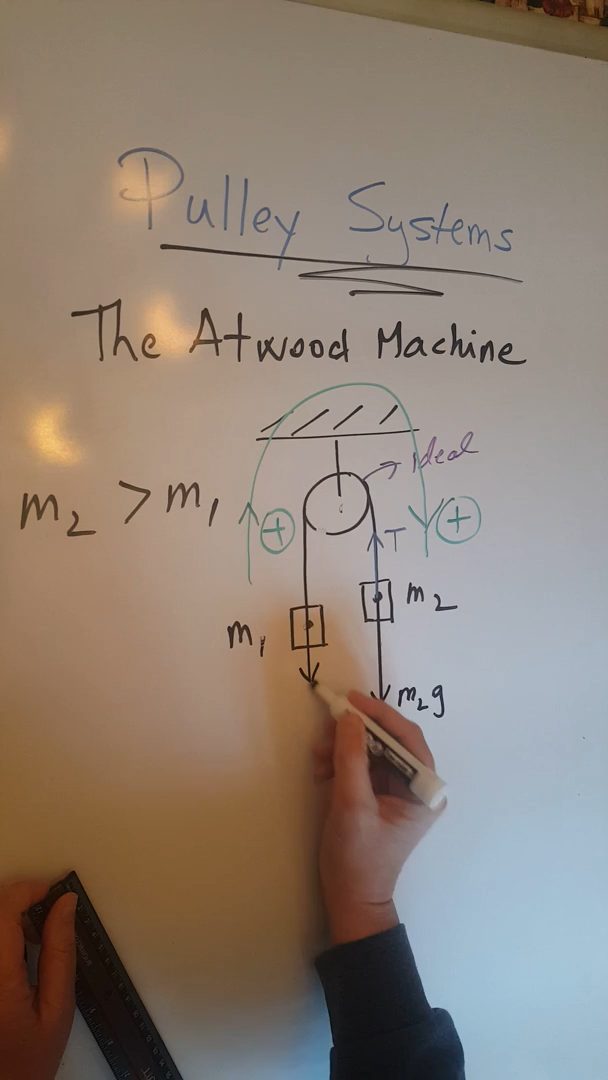 Pulley Systems
The Atwood Machine
ideal
m₂ > m₁
+
+
T
m₂
m₁
m₂g